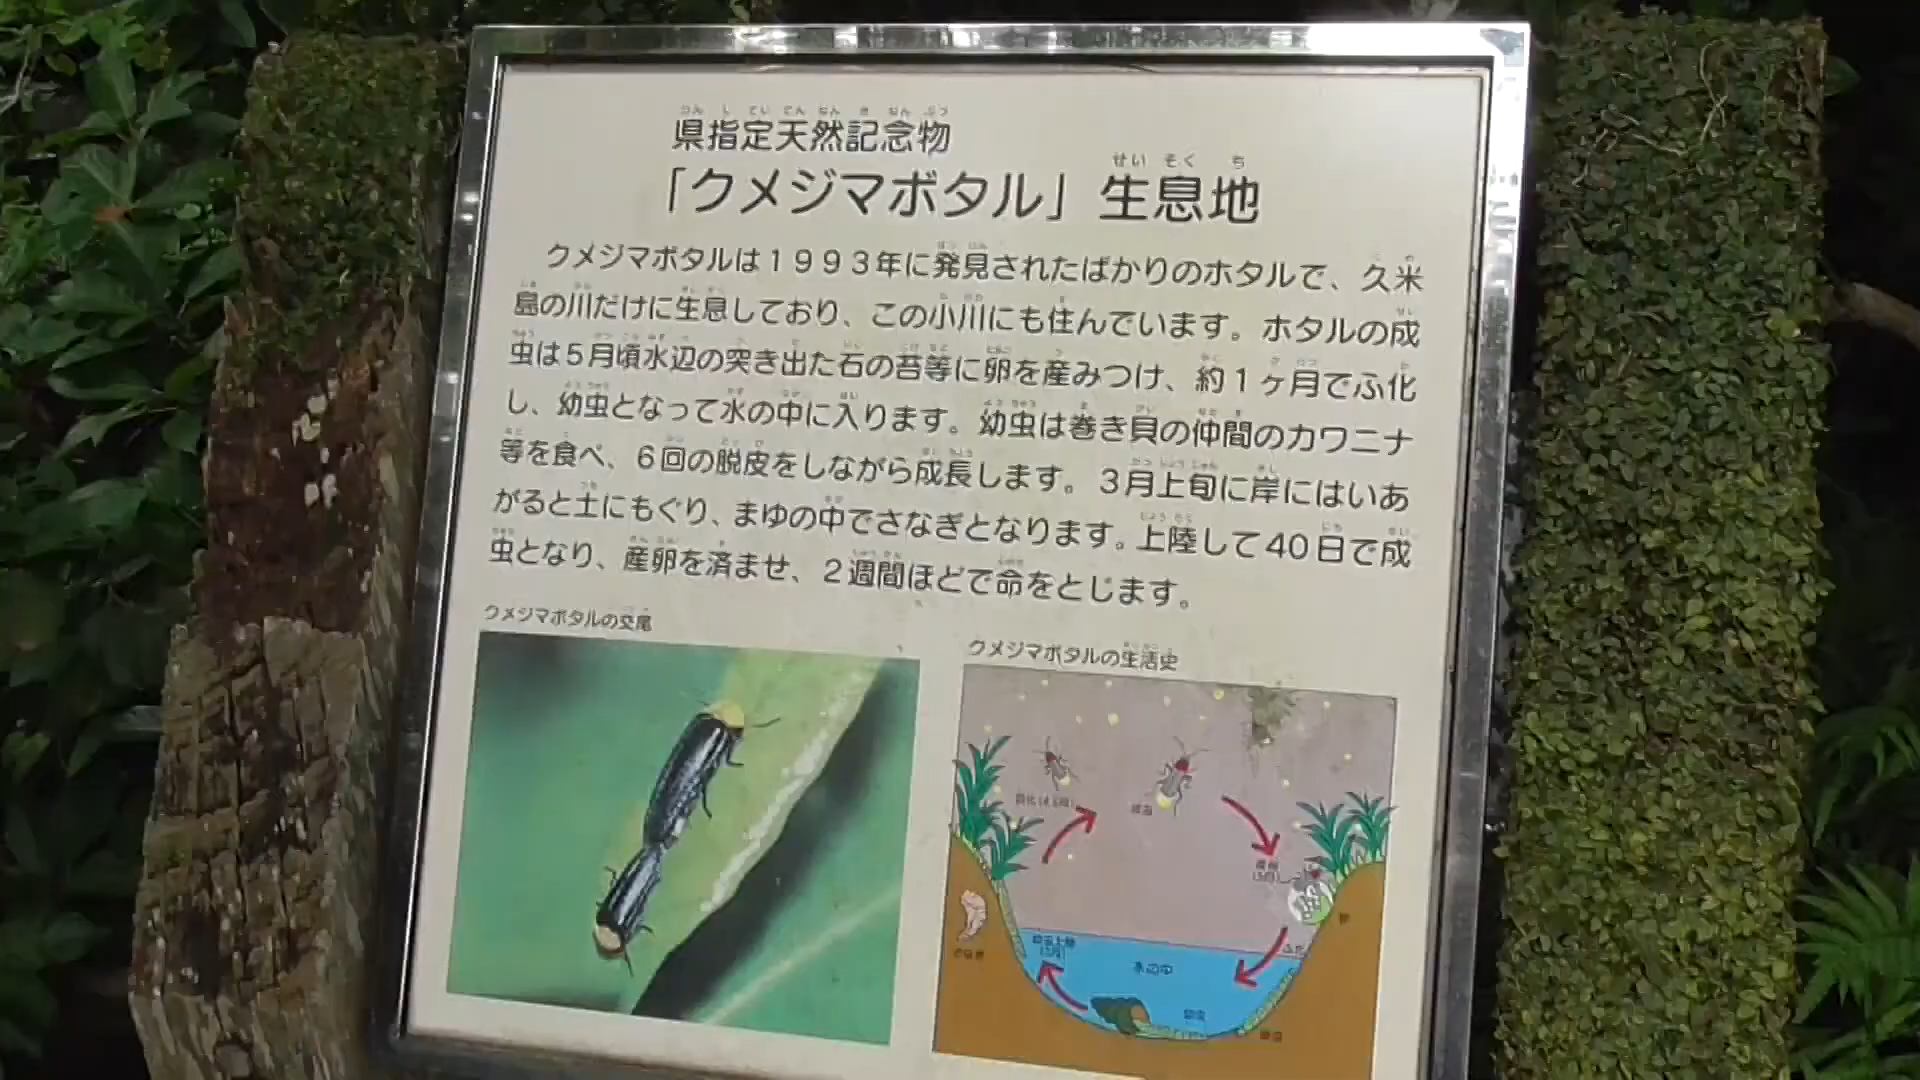 県指定天然記念物
「クメジマボタル」生息地
クメジマボタルは1993年に発見されたばかりのホタルで、久米
島の川だけに生息しており、この小川にも住んでいます。ホタルの成
虫は5月頃水辺の突き出た石の苔等に卵を産みつけ、約1ヶ月でふ化
し、幼虫となって水の中に入ります。幼虫は巻き貝の仲間のカワニナ
等を食べ、6回の脱皮をしながら成長します。3月上旬に岸にはいあ
がると土にもぐり、まゆの中でさなぎとなります。上陸して40日で成
虫となり、産卵を済ませ、2週間ほどで命をとじます。
クメジマボタルの交尾
クメジマボタルの生活史
成虫
さなぎ
水辺中
幼虫